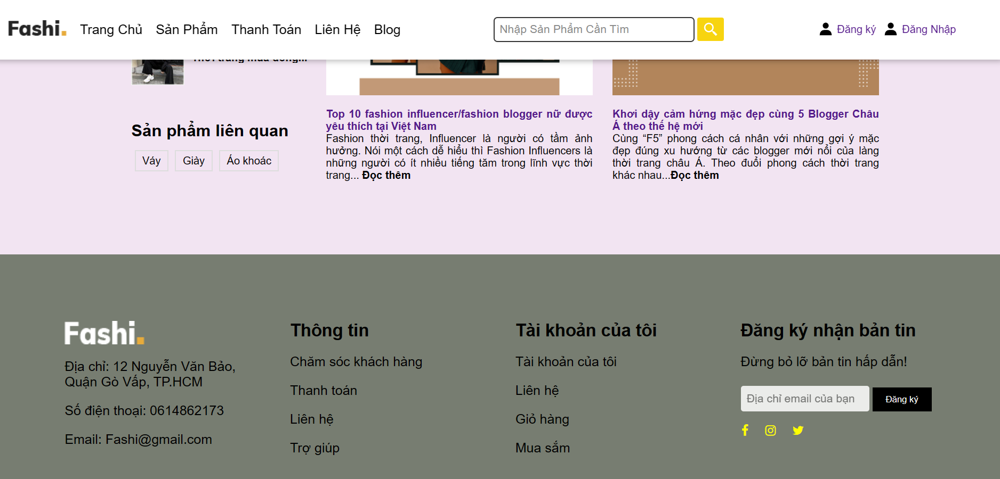 Fashi. Trang Chủ Sản Phẩm Thanh Toán Liên Hệ Blog Nhập Sản Phẩm Cần Tìm Đăng ký Đăng Nhập
Thời trang mùa đông...
Sản phẩm liên quan
Váy Giày Áo khoác
Top 10 fashion influencer/fashion blogger nữ được
yêu thích tại Việt Nam
Fashion thời trang, Influencer là người có tầm ảnh
hưởng. Nói một cách dễ hiểu thì Fashion Influencers là
những người có ít nhiều tiếng tăm trong lĩnh vực thời
trang... Đọc thêm
Khơi dậy cảm hứng mặc đẹp cùng 5 Blogger Châu
Á theo thế hệ mới
Cùng “F5” phong cách cá nhân với những gợi ý mặc
đẹp đúng xu hướng từ các blogger mới nổi của làng
thời trang châu Á. Theo đuổi phong cách thời trang
khác nhau...Đọc thêm
Fashi.
Địa chỉ: 12 Nguyễn Văn Bảo,
Quận Gò Vấp, TP.HCM
Số điện thoại: 0614862173
Email: Fashi@gmail.com
Thông tin
Chăm sóc khách hàng
Thanh toán
Liên hệ
Trợ giúp
Tài khoản của tôi
Tài khoản của tôi
Liên hệ
Giỏ hàng
Mua sắm
Đăng ký nhận bản tin
Đừng bỏ lỡ bản tin hấp dẫn!
Địa chỉ email của bạn Đăng ký